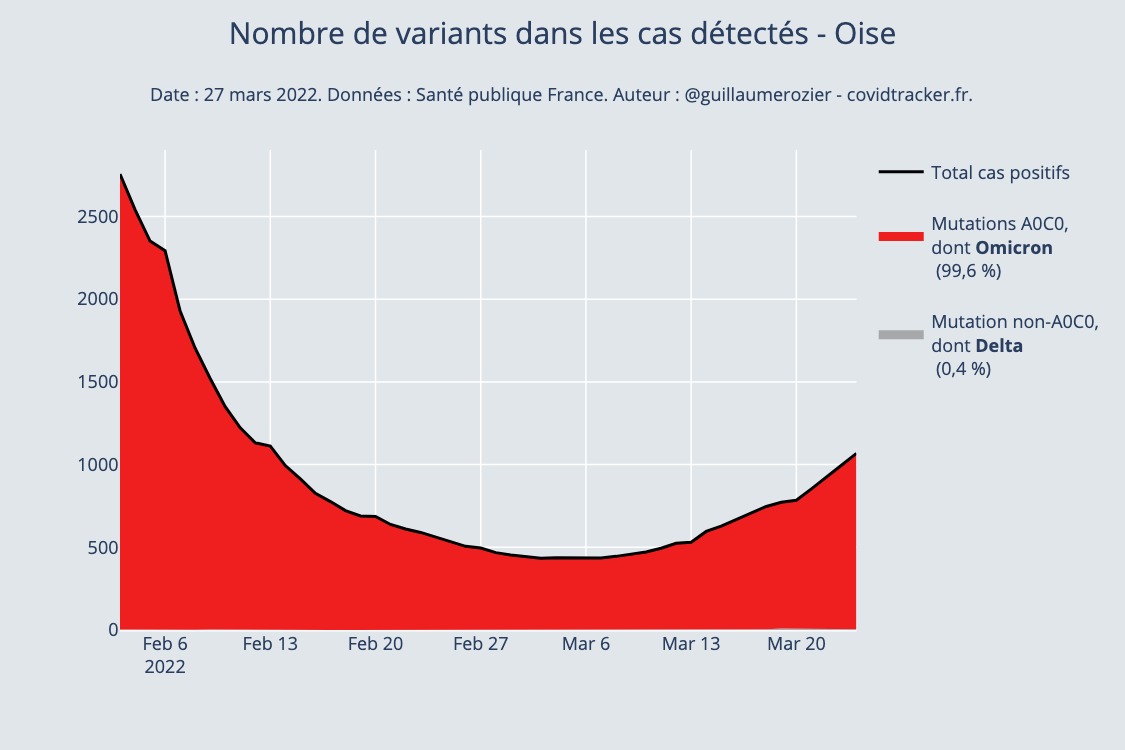 Nombre de variants dans les cas détectés - Oise
Date : 27 mars 2022. Données : Santé publique France. Auteur : @guillaumerozier - covidtracker.fr.
Total cas positifs
Mutations A0C0,
dont Omicron
(99,6 %)
Mutation non-A0C0,
dont Delta
(0,4 %)
2500
2000
1500
1000
500
0
Feb 6 Feb 13 Feb 20 Feb 27 Mar 6 Mar 13 Mar 20
2022